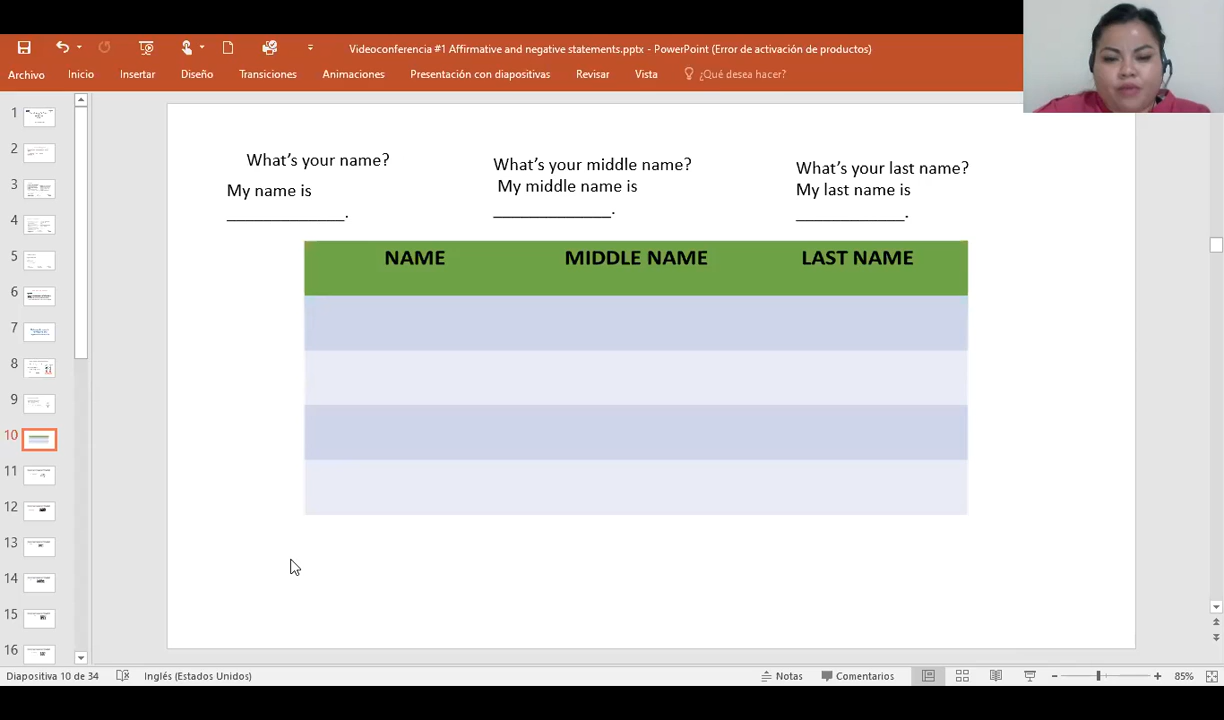 Videoconferencia #1 Affirmative and negative statements.pptx - PowerPoint (Error de activación de productos)
Archivo Inicio Insertar Diseño Transiciones Animaciones Presentación con diapositivas Revisar Vista ¿Qué desea hacer?
1
2
3
4
5
6
7
8
9
10
11
12
13
14
15
16
What's your name?
My name is
_____________.
What's your middle name?
My middle name is
_____________.
What's your last name?
My last name is
____________.
NAME MIDDLE NAME LAST NAME
Diapositiva 10 de 34 Inglés (Estados Unidos) Notas Comentarios 85%